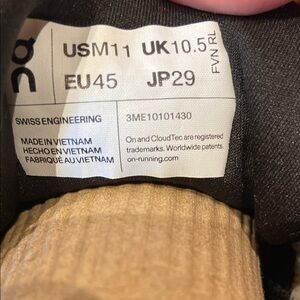 On
USM11 UK10.5
EU45 JP29
FVN RL
SWISS ENGINEERING
3ME10101430
MADE IN VIETNAM
HECHO EN VIETNAM
FABRIQUÉ AU VIETNAM
On and CloudTec are registered
trademarks. Worldwide patents.
on-running.com